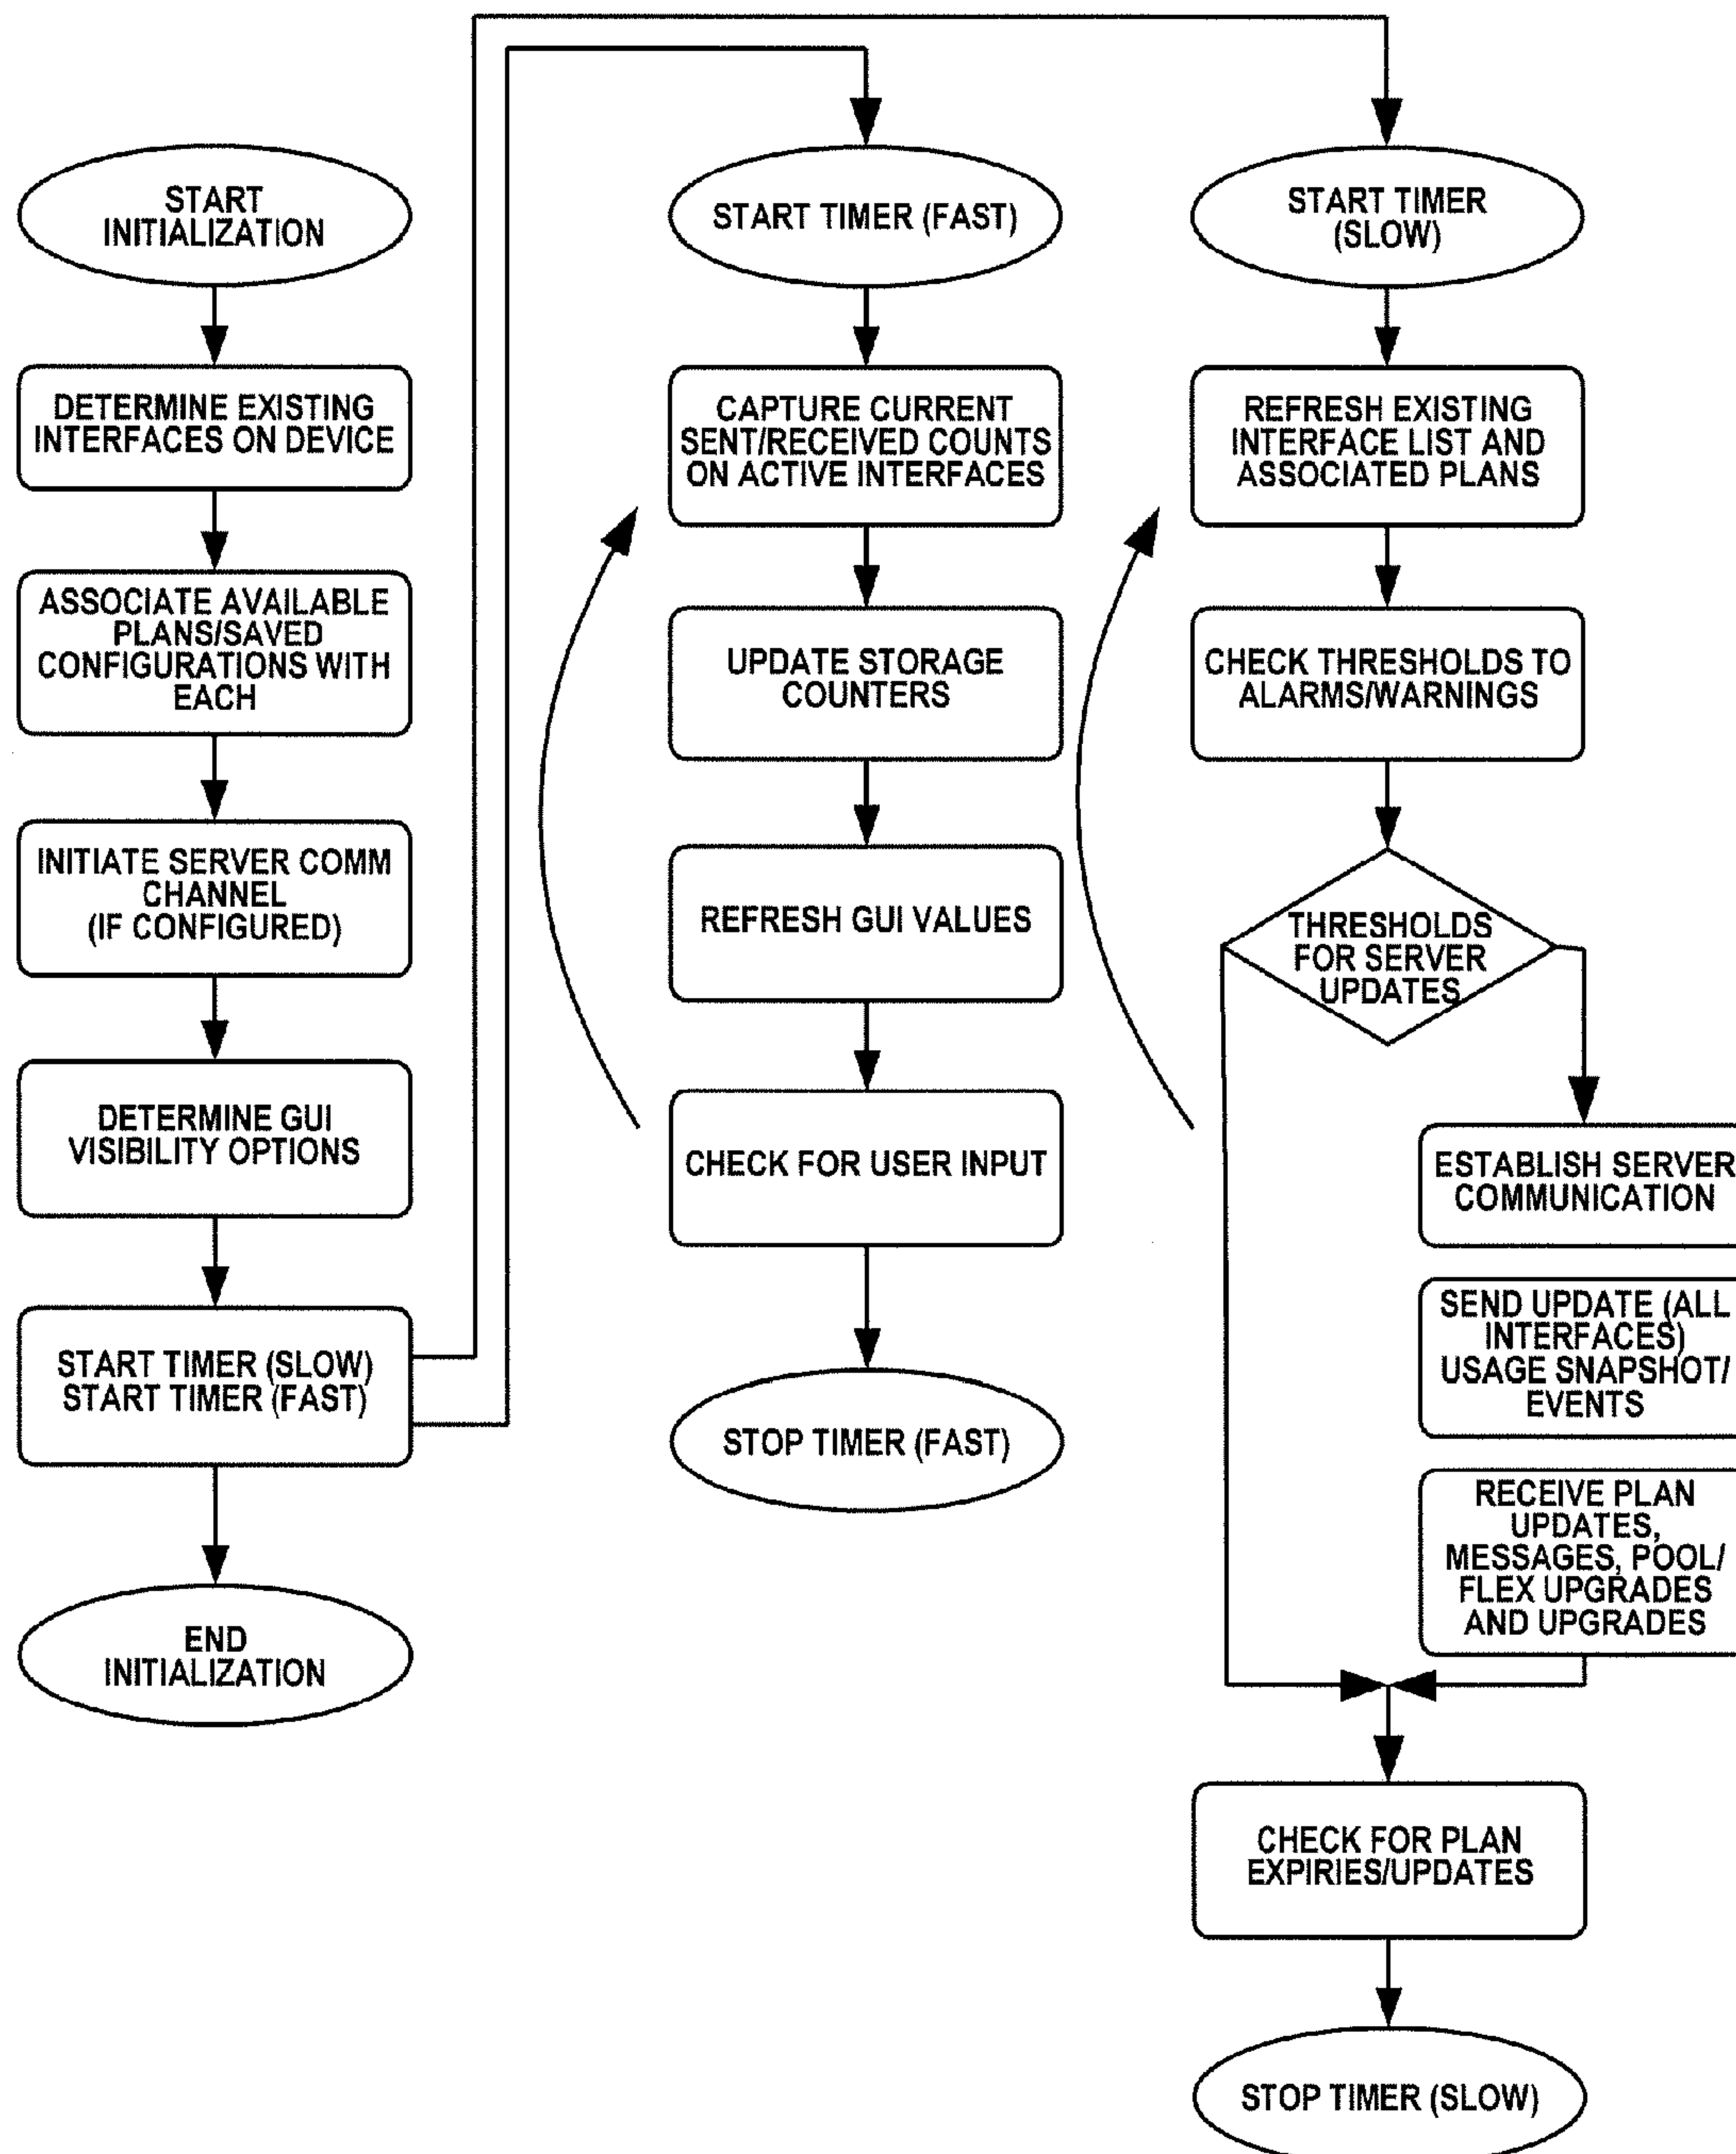 START
INITIALIZATION
DETERMINE EXISTING
INTERFACES ON DEVICE
ASSOCIATE AVAILABLE
PLANS/SAVED
CONFIGURATIONS WITH
EACH
INITIATE SERVER COMM
CHANNEL
(IF CONFIGURED)
DETERMINE GUI
VISIBILITY OPTIONS
START TIMER (SLOW)
START TIMER (FAST)
END
INITIALIZATION
START TIMER (FAST)
CAPTURE CURRENT
SENT/RECEIVED COUNTS
ON ACTIVE INTERFACES
UPDATE STORAGE
COUNTERS
REFRESH GUI VALUES
CHECK FOR USER INPUT
STOP TIMER (FAST)
START TIMER
(SLOW)
REFRESH EXISTING
INTERFACE LIST AND
ASSOCIATED PLANS
CHECK THRESHOLDS TO
ALARMS/WARNINGS
THRESHOLDS
FOR SERVER
UPDATES
ESTABLISH SERVER
COMMUNICATION
SEND UPDATE (ALL
INTERFACES)
USAGE SNAPSHOT/
EVENTS
RECEIVE PLAN
UPDATES,
MESSAGES, POOL/
FLEX UPGRADES
AND UPGRADES
CHECK FOR PLAN
EXPIRIES/UPDATES
STOP TIMER (SLOW)